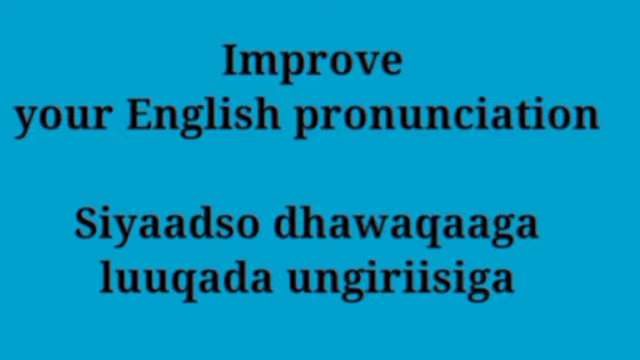 Improve
your English pronunciation
Siyaadso dhawaqaaga
luuqada ungiriisiga